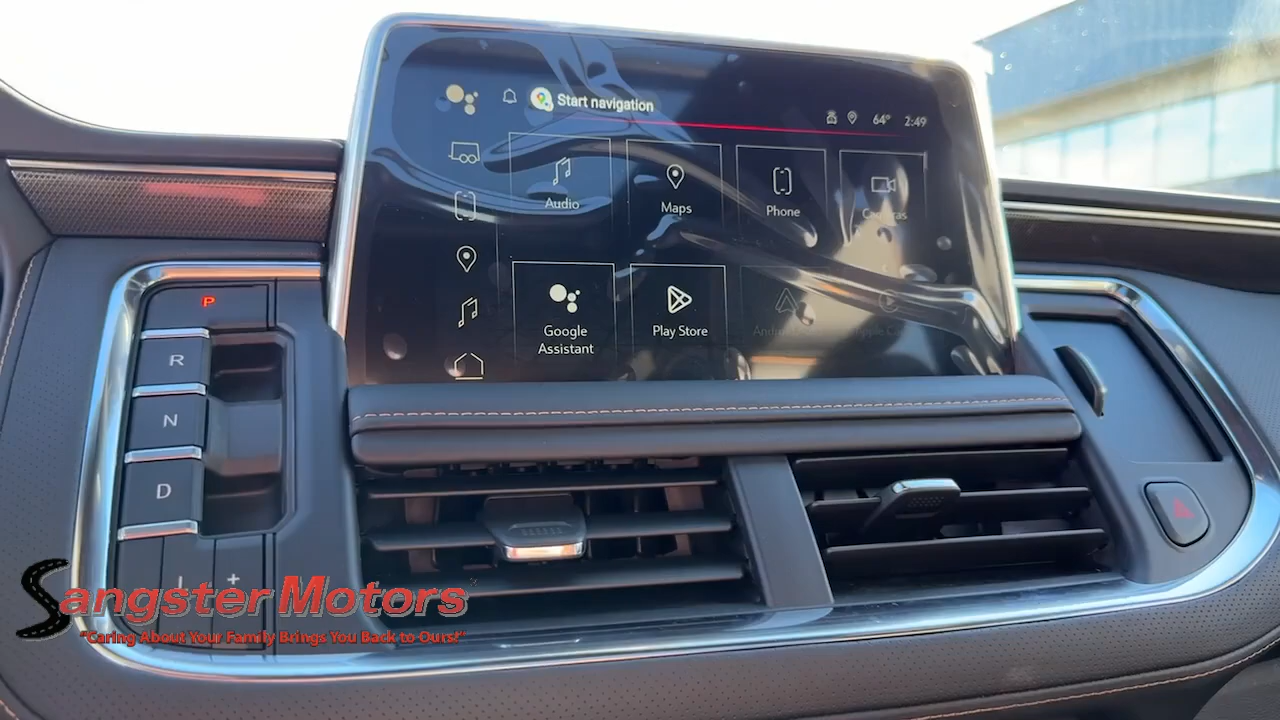 Start navigation
64° 2:49
Audio
Maps
Phone
Cameras
Google
Assistant
Play Store
P
R
N
D
L
+
Sangster Motors
"Caring About Your Family Brings You Back to Ours!"